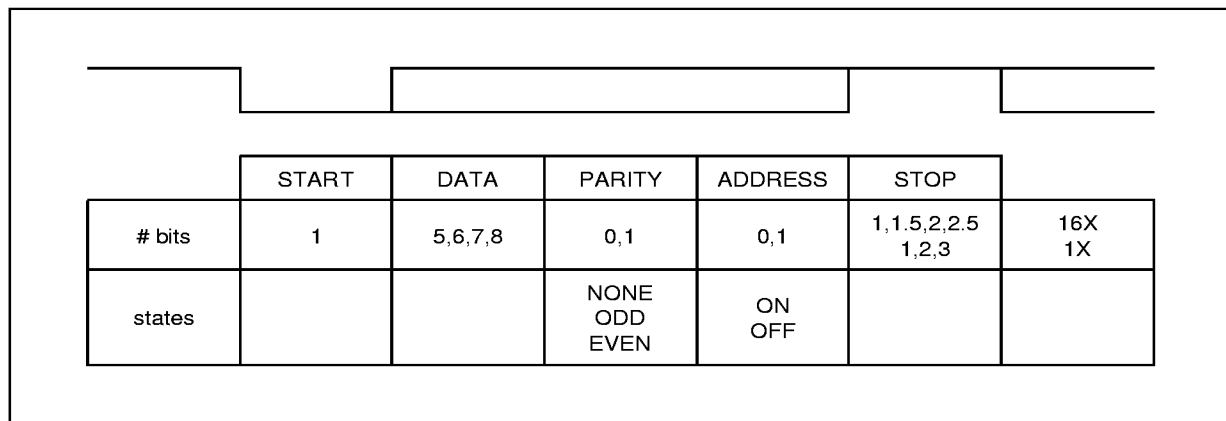 START DATA PARITY ADDRESS STOP
# bits 1 5,6,7,8 0,1 0,1 1,1.5,2,2.5 16X
1,2,3 1X
states NONE ON
ODD OFF
EVEN